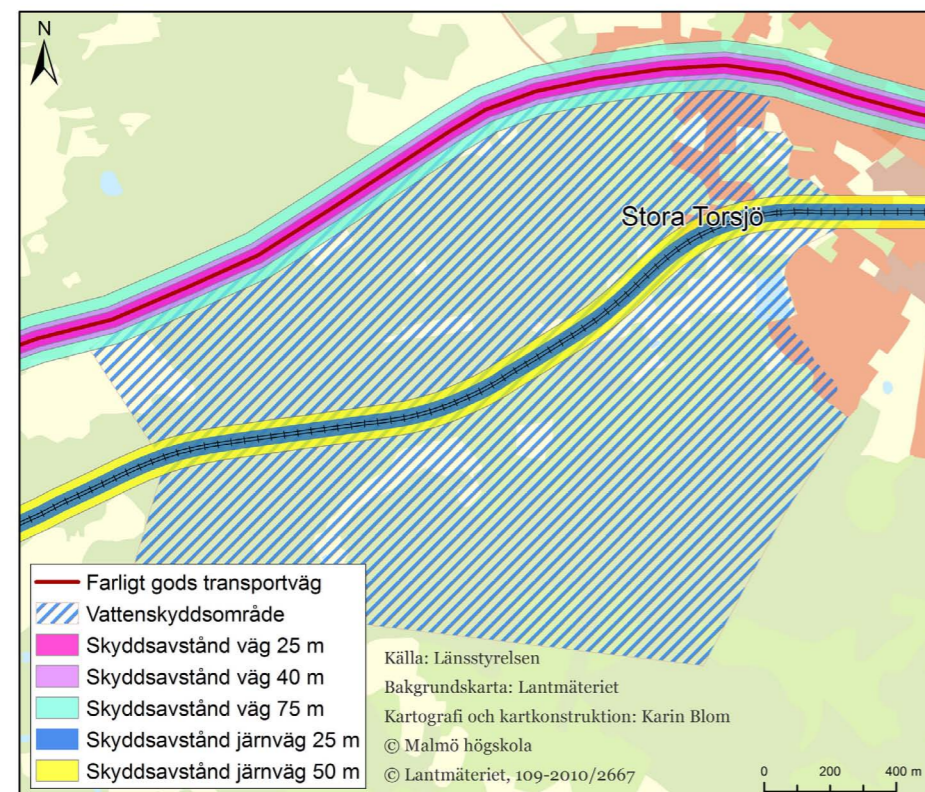 N
Stora Torsjö
Farligt gods transportväg
Vattenskyddsområde
Skyddsavstånd väg 25 m
Skyddsavstånd väg 40 m
Skyddsavstånd väg 75 m
Skyddsavstånd järnväg 25 m
Skyddsavstånd järnväg 50 m
Källa: Länsstyrelsen
Bakgrundskarta: Lantmäteriet
Kartografi och kartkonstruktion: Karin Blom
© Malmö högskola
© Lantmäteriet, 109-2010/2667
0 200 400 m